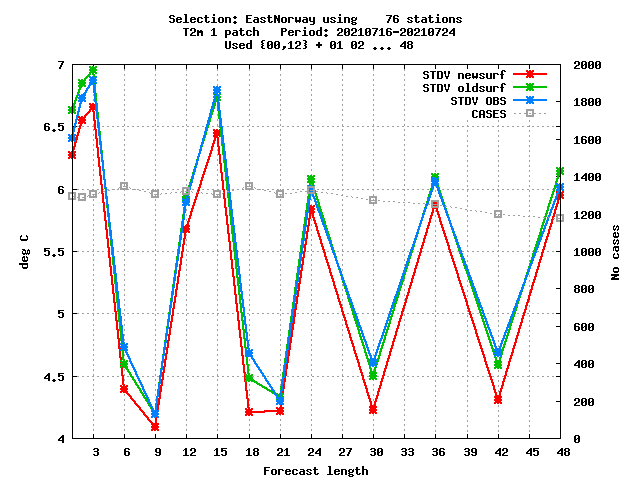 Selection: EastNorway using    76 stations
T2m 1 patch   Period: 20210716-20210724
Used {00,12} + 01 02 ... 48
STDV newsurf
STDV oldsurf
STDV OBS
CASES
7
6.5
6
5.5
5
4.5
4
deg C
2000
1800
1600
1400
1200
1000
800
600
400
200
0
No cases
3 6 9 12 15 18 21 24 27 30 33 36 39 42 45 48
Forecast length